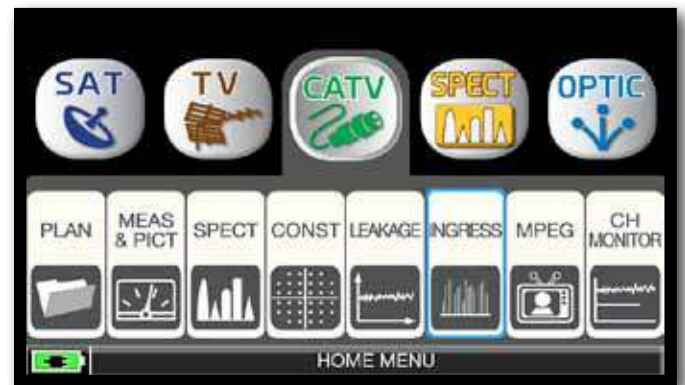 SAT TV CATV SPECT OPTIC
PLAN MEAS & PICT SPECT CONST LEAKAGE INGRESS MPEG CH MONITOR
HOME MENU